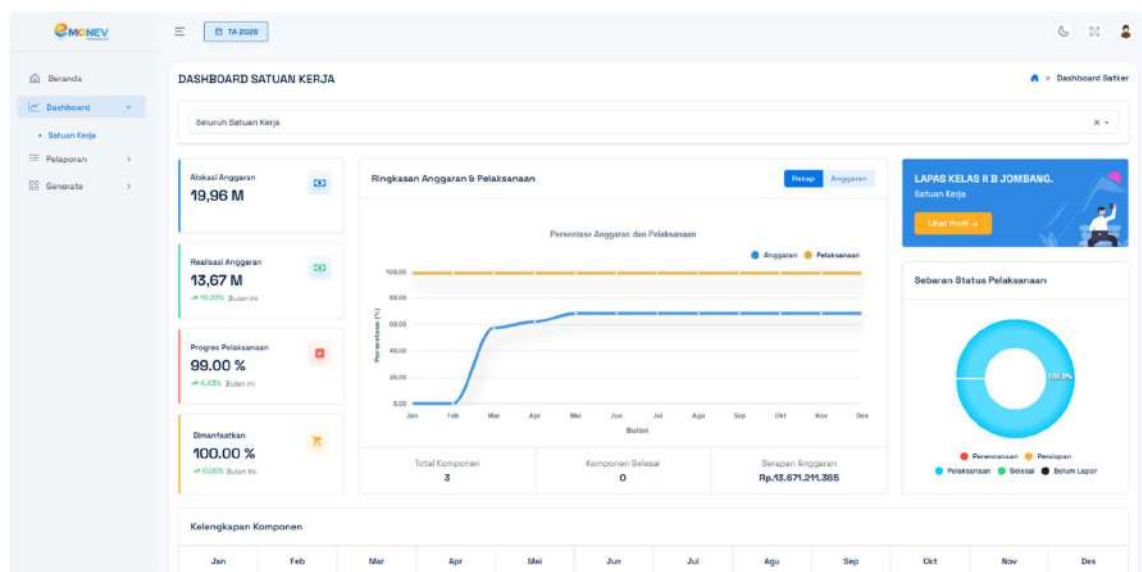 eMONEV
TA 2026
Beranda
Dashboard
Satuan Kerja
Pelaporan
Generate
DASHBOARD SATUAN KERJA
Dashboard Satker
Seluruh Satuan Kerja
Alokasi Anggaran
19,96 M
Realisasi Anggaran
13,67 M
Bulan ini
Progres Pelaksanaan
99.00 %
4,43% Bulan ini
Dimanfaatkan
100.00 %
0,00% Bulan ini
Ringkasan Anggaran & Pelaksanaan
Rekap Anggaran
Persentase Anggaran dan Pelaksanaan
Anggaran Pelaksanaan
Persentase (%)
100.00
80.00
60.00
40.00
20.00
0.00
Jan Feb Mar Apr Mei Jun Jul Agu Sep Okt Nov Des
Bulan
Total Komponen
3
Komponen Selesai
0
Serapan Anggaran
Rp.13.671.211.365
LAPAS KELAS II B JOMBANG.
Satuan Kerja
Lihat Profil →
Sebaran Status Pelaksanaan
100.0%
Perencanaan Persiapan
Pelaksanaan Selesai Belum Lapor
Kelengkapan Komponen
Jan Feb Mar Apr Mei Jun Jul Agu Sep Okt Nov Des